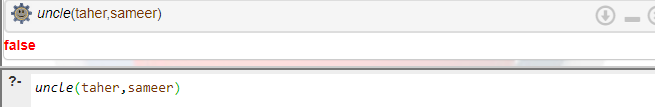 uncle(taher,sameer)
false
?- uncle(taher,sameer)